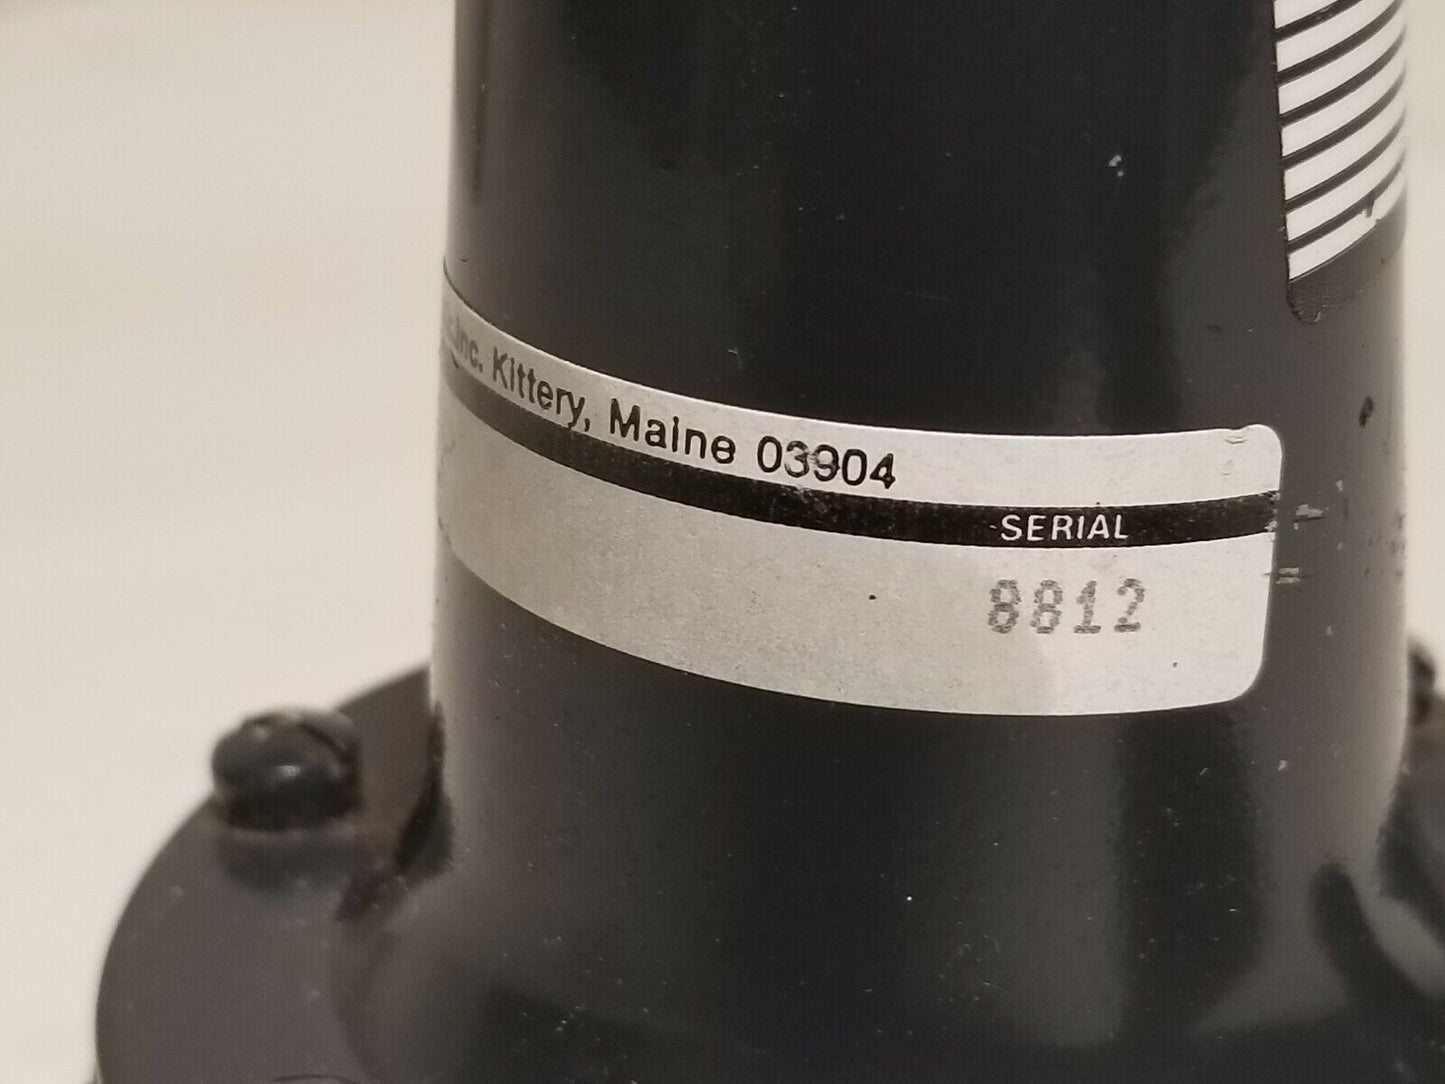 Inc. Kittery, Maine 03904
SERIAL
8812